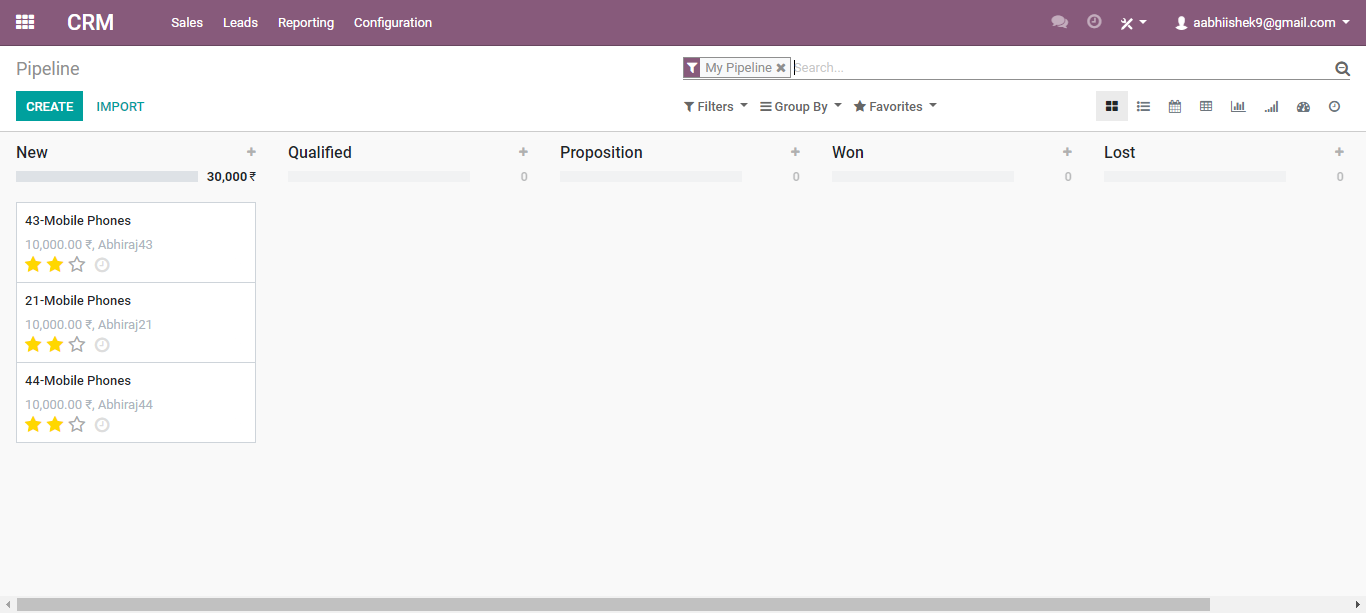 CRM Sales Leads Reporting Configuration aabhiishek9@gmail.com
Pipeline My Pipeline Search...
CREATE IMPORT Filters Group By Favorites
New + Qualified + Proposition + Won + Lost +
30,000 ₹ 0 0 0 0
43-Mobile Phones
10,000.00 ₹, Abhiraj43
21-Mobile Phones
10,000.00 ₹, Abhiraj21
44-Mobile Phones
10,000.00 ₹, Abhiraj44